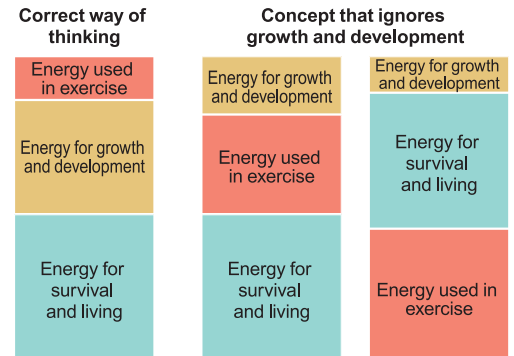 Correct way of
thinking
Energy used
in exercise
Energy for growth
and development
Energy for
survival
and living
Concept that ignores
growth and development
Energy for growth
and development
Energy used
in exercise
Energy for
survival
and living
Energy for growth
and development
Energy for
survival
and living
Energy used in
exercise